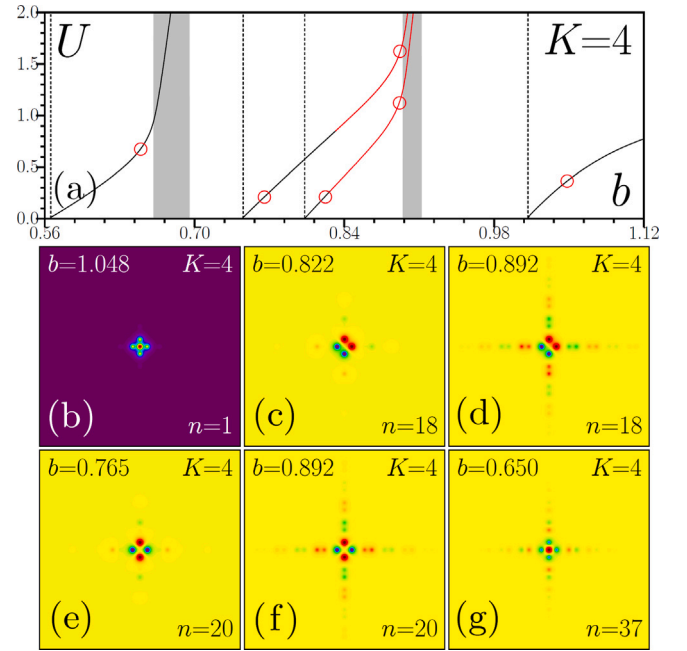 2.0
U
K=4
1.5
1.0
0.5
(a)
b
0.0
0.56
0.70
0.84
0.98
1.12
b=1.048 K=4
(b)
n=1
b=0.822 K=4
(c)
n=18
b=0.892 K=4
(d)
n=18
b=0.765 K=4
(e)
n=20
b=0.892 K=4
(f)
n=20
b=0.650 K=4
(g)
n=37